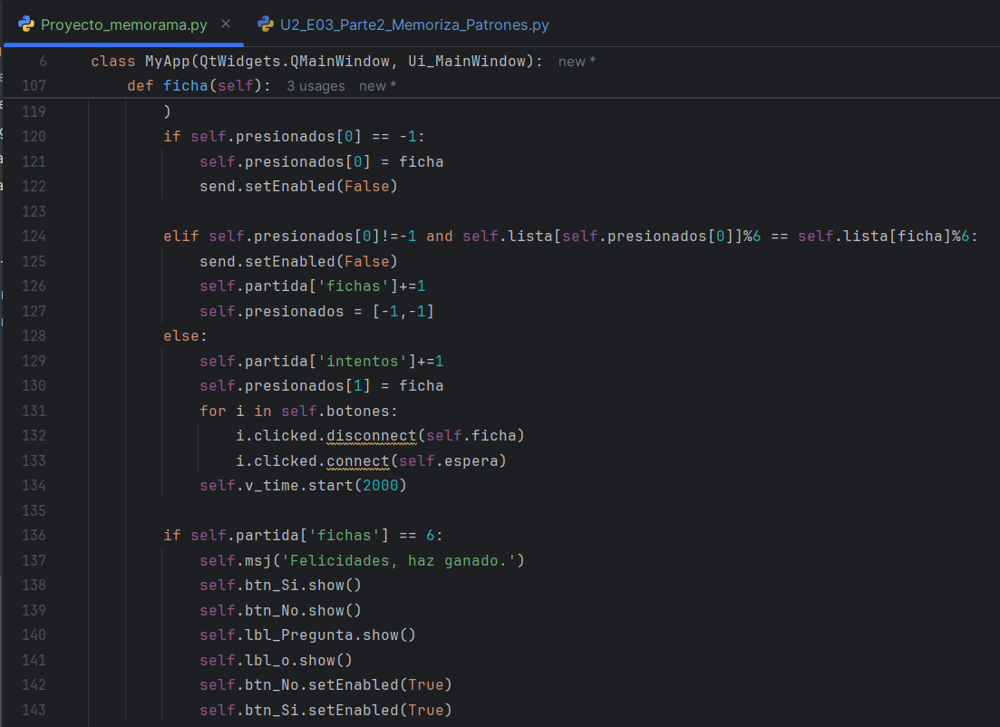 Proyecto_memorama.py × U2_E03_Parte2_Memoriza_Patrones.py
6 class MyApp(QtWidgets.QMainWindow, Ui_MainWindow): new *
107 def ficha(self): 3 usages new *
119 )
120 if self.presionados[0] == -1:
121 self.presionados[0] = ficha
122 send.setEnabled(False)
123
124 elif self.presionados[0]!=-1 and self.lista[self.presionados[0]]%6 == self.lista[ficha]%6:
125 send.setEnabled(False)
126 self.partida['fichas']+=1
127 self.presionados = [-1,-1]
128 else:
129 self.partida['intentos']+=1
130 self.presionados[1] = ficha
131 for i in self.botones:
132 i.clicked.disconnect(self.ficha)
133 i.clicked.connect(self.espera)
134 self.v_time.start(2000)
135
136 if self.partida['fichas'] == 6:
137 self.msj('Felicidades, haz ganado.')
138 self.btn_Si.show()
139 self.btn_No.show()
140 self.lbl_Pregunta.show()
141 self.lbl_o.show()
142 self.btn_No.setEnabled(True)
143 self.btn_Si.setEnabled(True)